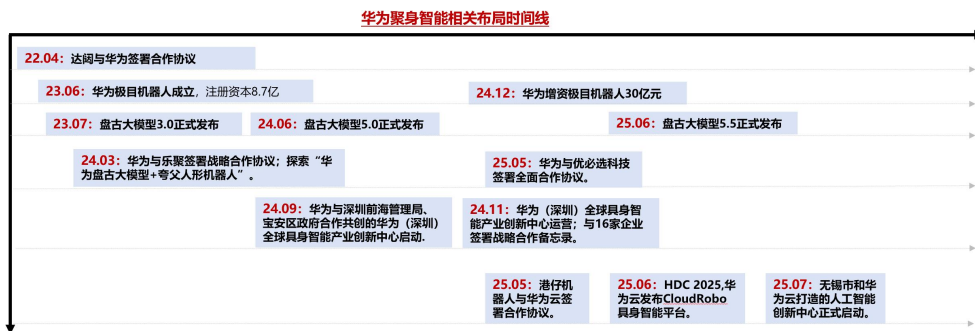 华为聚身智能相关布局时间线
22.04：达闼与华为签署合作协议
23.06：华为极目机器人成立，注册资本8.7亿
24.12：华为增资极目机器人30亿元
23.07：盘古大模型3.0正式发布
24.06：盘古大模型5.0正式发布
25.06：盘古大模型5.5正式发布
24.03：华为与乐聚签署战略合作协议；探索“华
为盘古大模型+夸父人形机器人”。
25.05：华为与优必选科技
签署全面合作协议。
24.09：华为与深圳前海管理局、
宝安区政府合作共创的华为（深圳）
全球具身智能产业创新中心启动.
24.11：华为（深圳）全球具身智
能产业创新中心运营；与16家企业
签署战略合作备忘录。
25.05：港仔机
器人与华为云签
署合作协议。
25.06：HDC 2025,华
为云发布CloudRobo
具身智能平台。
25.07：无锡市和华
为云打造的人工智能
创新中心正式启动。